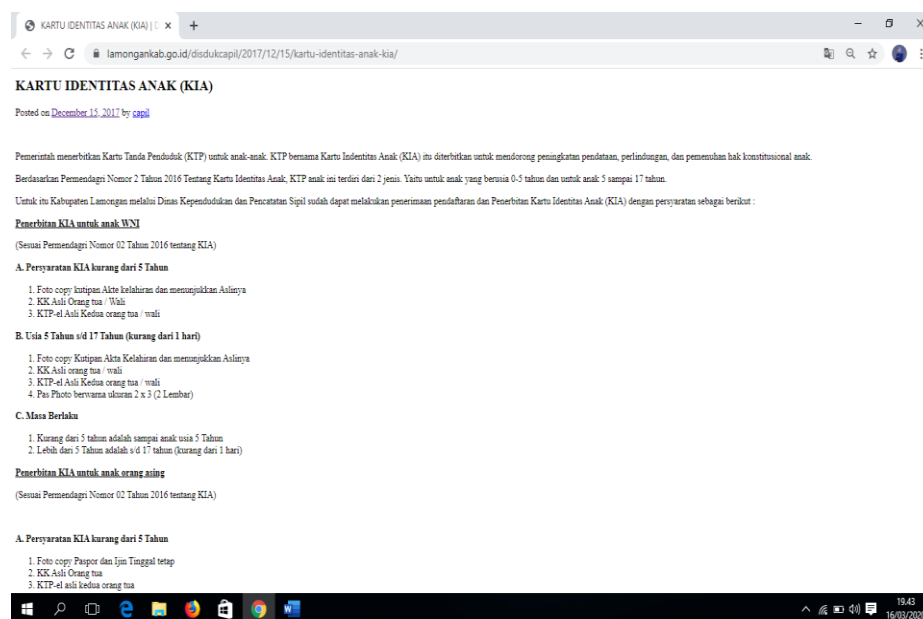 KARTU IDENTITAS ANAK (KIA) | D
lamongankab.go.id/disdukcapil/2017/12/15/kartu-identitas-anak-kia/
KARTU IDENTITAS ANAK (KIA)
Posted on December 15, 2017 by capil
Pemerintah menerbitkan Kartu Tanda Penduduk (KTP) untuk anak-anak. KTP bernama Kartu Indentitas Anak (KIA) itu diterbitkan untuk mendorong peningkatan pendataan, perlindungan, dan pemenuhan hak konstitusional anak.
Berdasarkan Permendagri Nomor 2 Tahun 2016 Tentang Kartu Identitas Anak, KTP anak ini terdiri dari 2 jenis. Yaitu untuk anak yang berusia 0-5 tahun dan untuk anak 5 sampai 17 tahun.
Untuk itu Kabupaten Lamongan melalui Dinas Kependudukan dan Pencatatan Sipil sudah dapat melakukan penerimaan pendaftaran dan Penerbitan Kartu Identitas Anak (KIA) dengan persyaratan sebagai berikut :
Penerbitan KIA untuk anak WNI
(Sesuai Permendagri Nomor 02 Tahun 2016 tentang KIA)
A. Persyaratan KIA kurang dari 5 Tahun
1. Foto copy kutipan Akte kelahiran dan menunjukkan Aslinya
2. KK Asli Orang tua / Wali
3. KTP-el Asli Kedua orang tua / wali
B. Usia 5 Tahun s/d 17 Tahun (kurang dari 1 hari)
1. Foto copy Kutipan Akta Kelahiran dan menunjukkan Aslinya
2. KK Asli orang tua / wali
3. KTP-el Asli Kedua orang tua / wali
4. Pas Photo berwarna ukuran 2 x 3 (2 Lembar)
C. Masa Berlaku
1. Kurang dari 5 tahun adalah sampai anak usia 5 Tahun
2. Lebih dari 5 Tahun adalah s/d 17 tahun (kurang dari 1 hari)
Penerbitan KIA untuk anak orang asing
(Sesuai Permendagri Nomor 02 Tahun 2016 tentang KIA)
A. Persyaratan KIA kurang dari 5 Tahun
1. Foto copy Paspor dan Ijin Tinggal tetap
2. KK Asli Orang tua
3. KTP-el asli kedua orang tua
19.43
16/03/2020